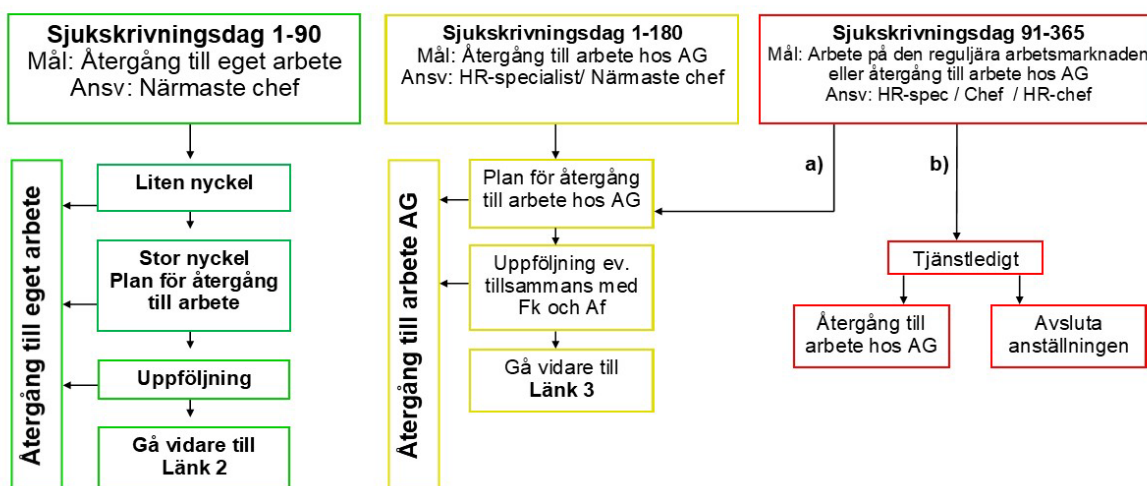 Sjukskrivningsdag 1-90
Mål: Återgång till eget arbete
Ansv: Närmaste chef
Återgång till eget arbete
Liten nyckel
Stor nyckel
Plan för återgång
till arbete
Uppföljning
Gå vidare till
Länk 2
Sjukskrivningsdag 1-180
Mål: Återgång till arbete hos AG
Ansv: HR-specialist/ Närmaste chef
Återgång till arbete AG
Plan för återgång
till arbete hos AG
Uppföljning ev.
tillsammans med
Fk och Af
Gå vidare till
Länk 3
Sjukskrivningsdag 91-365
Mål: Arbete på den reguljära arbetsmarknaden
eller återgång till arbete hos AG
Ansv: HR-spec / Chef / HR-chef
a)
b)
Tjänstledigt
Återgång till
arbete hos AG
Avsluta
anställningen